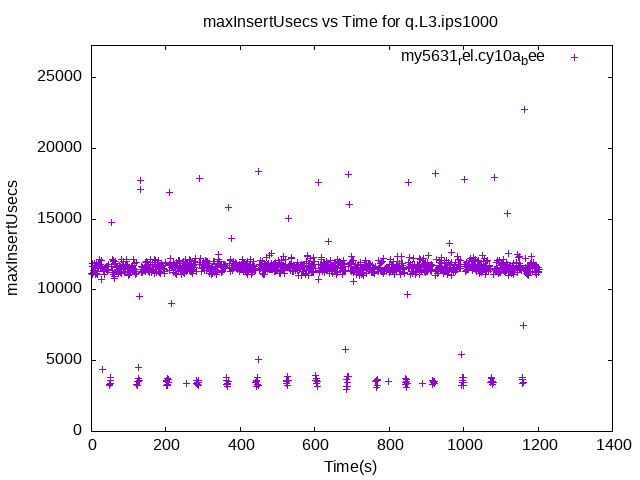 maxInsertUsecs vs Time for q.L3.ips1000
my5631rel.cy10abee
25000
20000
15000
10000
5000
0
maxInsertUsecs
0 200 400 600 800 1000 1200 1400
Time(s)